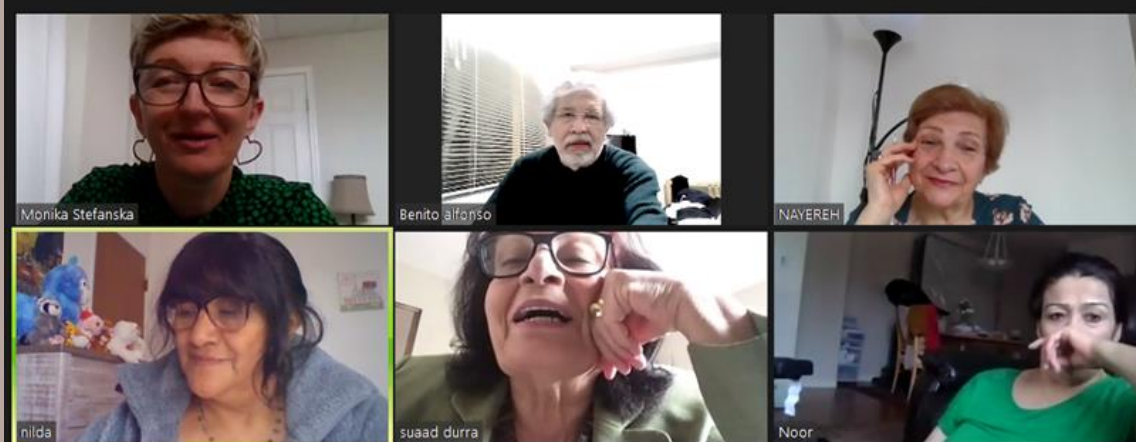 Monika Stefanska
Benito alfonso
NAYEREH
nilda
suaad durra
Noor